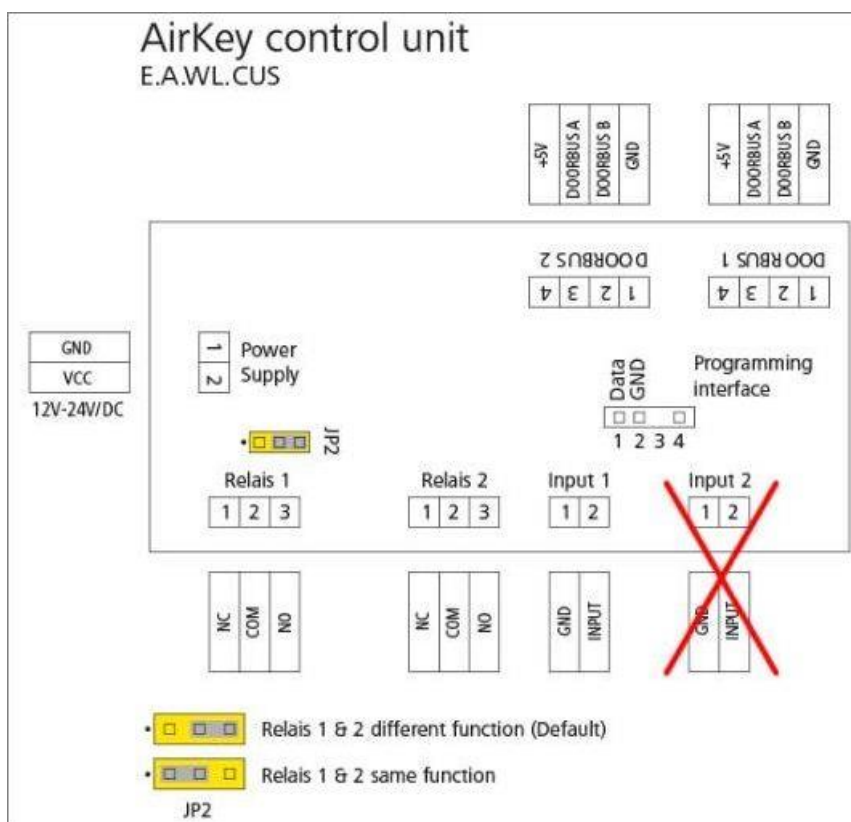 AirKey control unit
E.A.WL.CUS
+5V
DOORBUS A
DOORBUS B
GND
+5V
DOORBUS A
DOORBUS B
GND
DOORBUS 2
4 3 2 1
DOORBUS 1
4 3 2 1
GND
VCC
12V-24V/DC
1
2
Power
Supply
Data
GND
Programming
interface
1 2 3 4
JP2
Relais 1
1 2 3
Relais 2
1 2 3
Input 1
1 2
Input 2
1 2
NC
COM
NO
NC
COM
NO
GND
INPUT
GND
INPUT
Relais 1 & 2 different function (Default)
Relais 1 & 2 same function
JP2